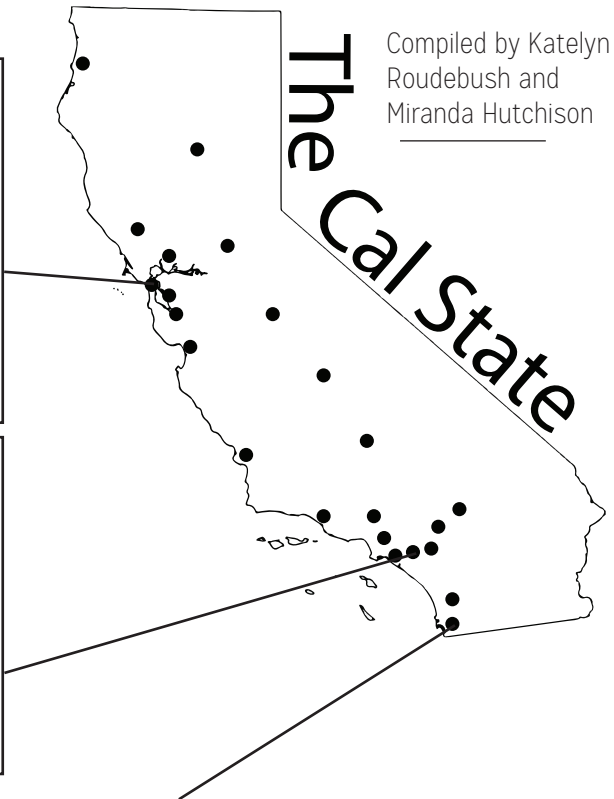 The Cal State
Compiled by Katelyn
Roudebush and
Miranda Hutchison